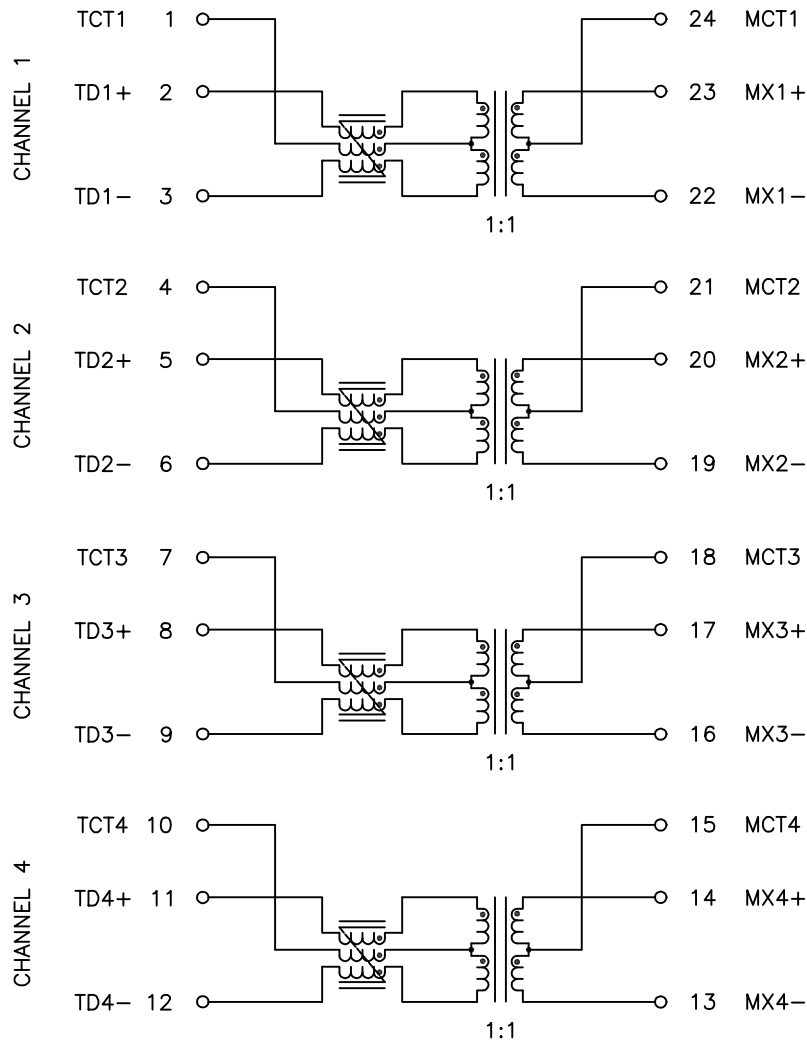 CHANNEL 1
TCT1 1 24 MCT1
TD1+ 2 23 MX1+
TD1− 3 22 MX1−
1:1
CHANNEL 2
TCT2 4 21 MCT2
TD2+ 5 20 MX2+
TD2− 6 19 MX2−
1:1
CHANNEL 3
TCT3 7 18 MCT3
TD3+ 8 17 MX3+
TD3− 9 16 MX3−
1:1
CHANNEL 4
TCT4 10 15 MCT4
TD4+ 11 14 MX4+
TD4− 12 13 MX4−
1:1